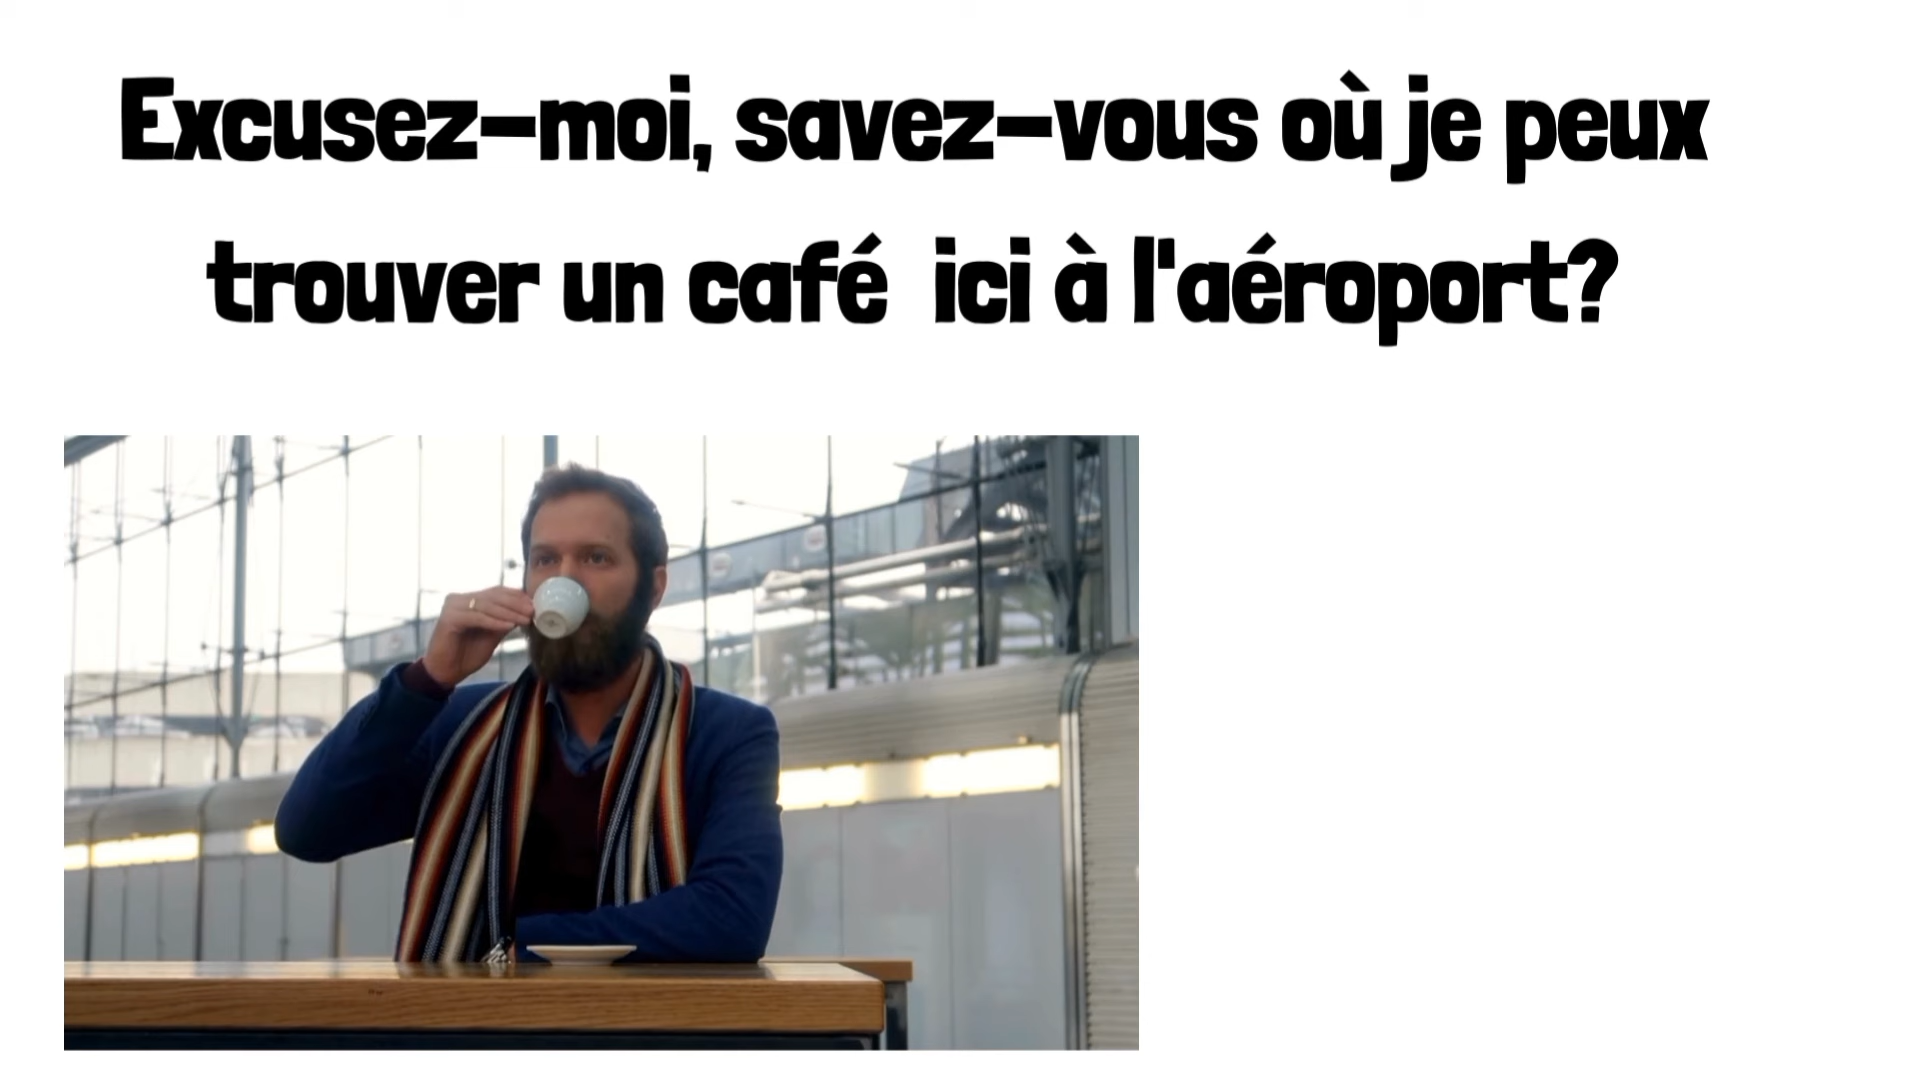 Excusez-moi, savez-vous où je peux
trouver un café ici à l'aéroport?